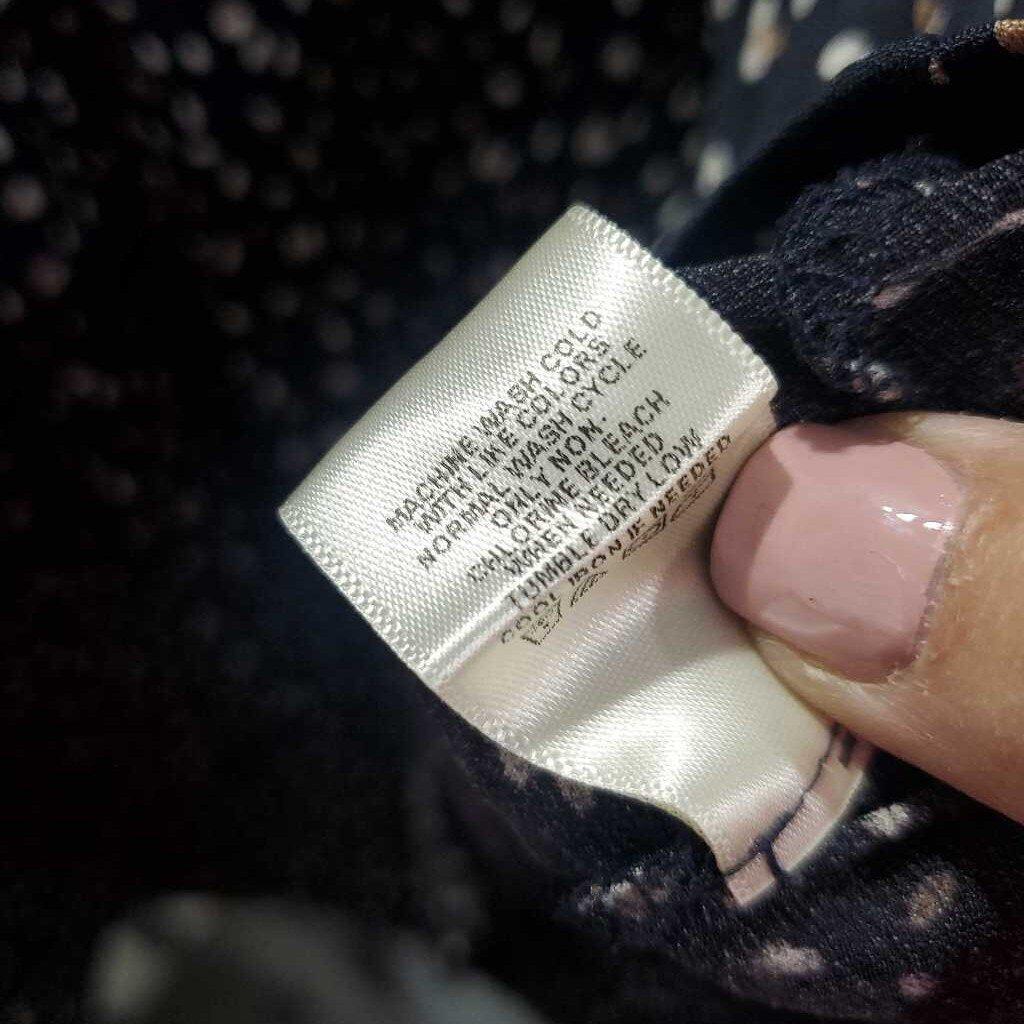 MACHINE WASH COLD
WITH LIKE COLORS
NORMAL WASH CYCLE
ONLY NON.
CHLORINE BLEACH
WHEN NEEDED
TUMBLE DRY LOW
COOL IRON IF NEEDED